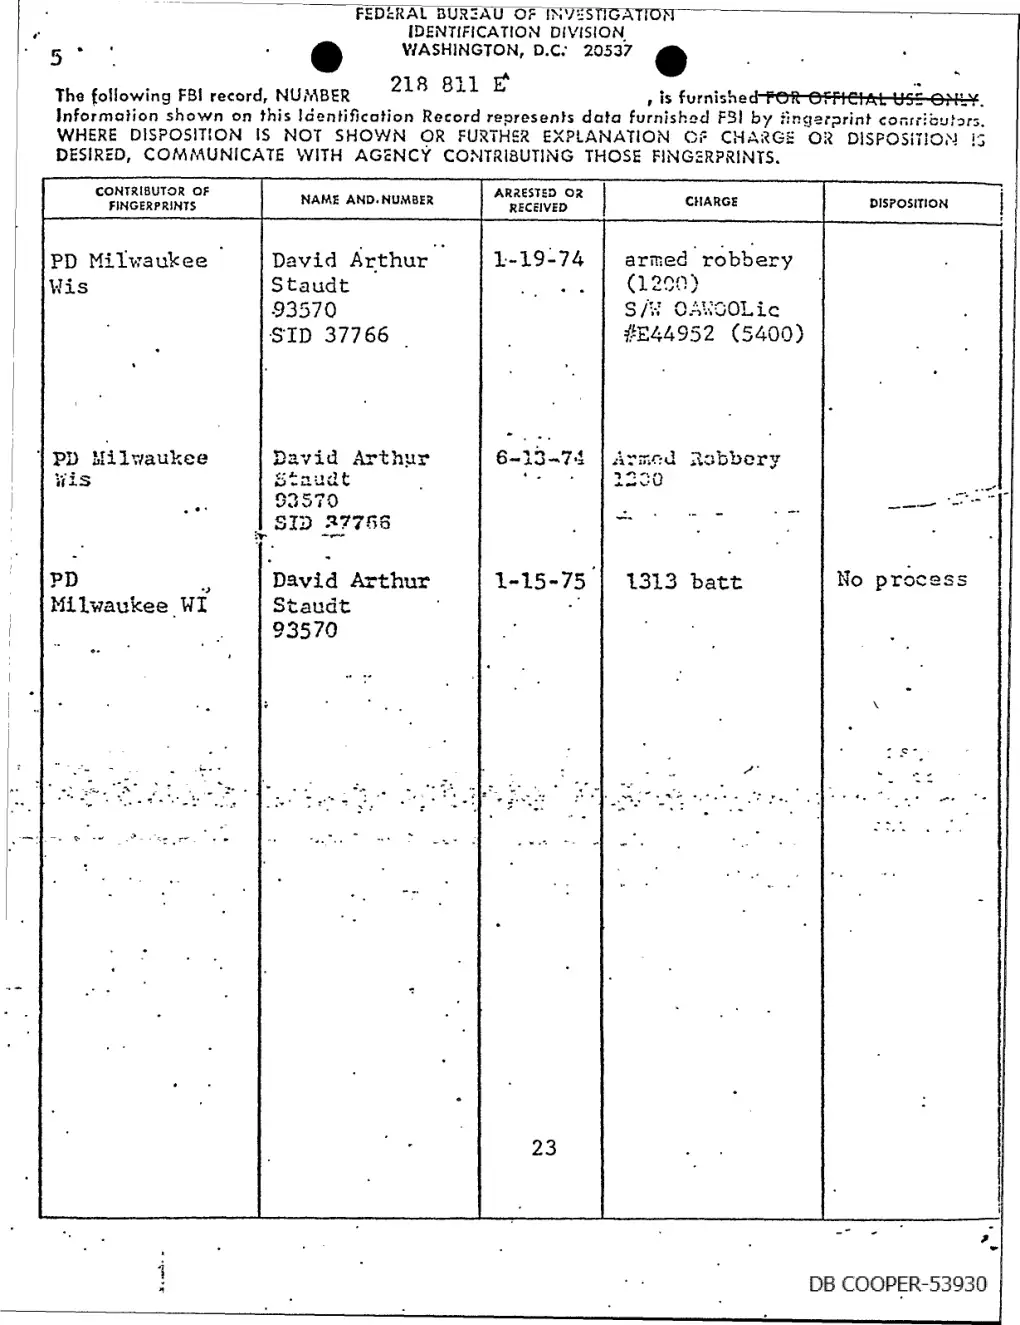 FEDERAL BUREAU OF INVESTIGATION
IDENTIFICATION DIVISION
WASHINGTON, D.C. 20537
5
218 811 E
The following FBI record, NUMBER , is furnished FOR OFFICIAL USE ONLY.
Information shown on this Identification Record represents data furnished FBI by fingerprint contributors.
WHERE DISPOSITION IS NOT SHOWN OR FURTHER EXPLANATION OF CHARGE OR DISPOSITION IS
DESIRED, COMMUNICATE WITH AGENCY CONTRIBUTING THOSE FINGERPRINTS.
CONTRIBUTOR OF FINGERPRINTS NAME AND NUMBER ARRESTED OR RECEIVED CHARGE DISPOSITION
PD Milwaukee David Arthur 1-19-74 armed robbery
Wis Staudt (1200)
93570 S/W OAWOOLic
SID 37766 #E44952 (5400)
PD Milwaukee David Arthur 6-13-74 Armed Robbery
Wis Staudt 1200
93570
SID 37766
PD David Arthur 1-15-75 1313 batt No process
Milwaukee WI Staudt
93570
23
DB COOPER-53930